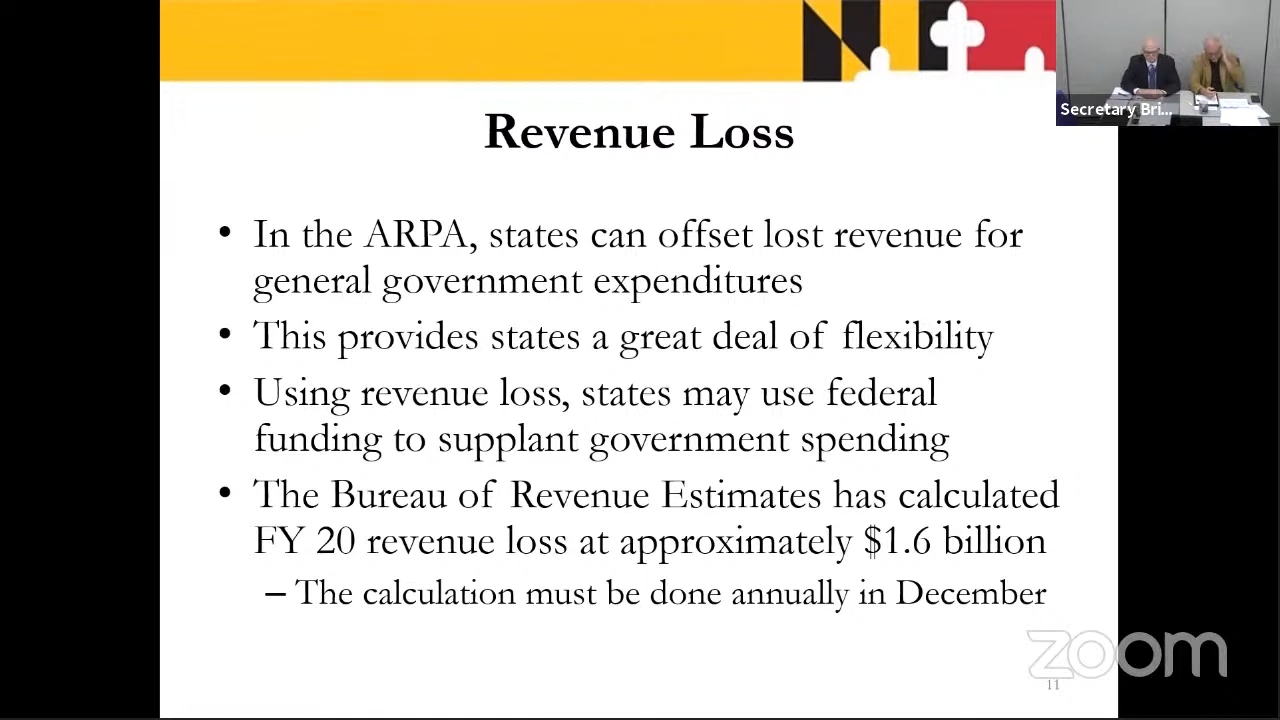 Secretary Bri...
Revenue Loss
• In the ARPA, states can offset lost revenue for
general government expenditures
• This provides states a great deal of flexibility
• Using revenue loss, states may use federal
funding to supplant government spending
• The Bureau of Revenue Estimates has calculated
FY 20 revenue loss at approximately $1.6 billion
– The calculation must be done annually in December
zoom
11